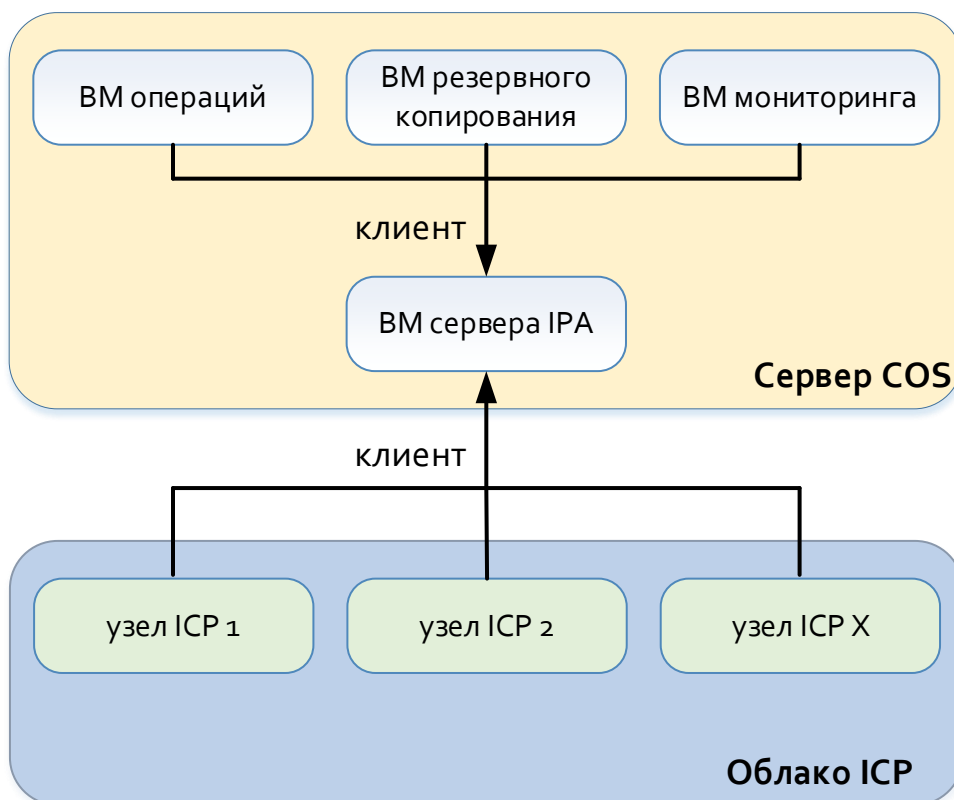 ВМ операций
ВМ резервного
копирования
ВМ мониторинга
клиент
ВМ сервера IPA
Сервер COS
клиент
узел ICP 1
узел ICP 2
узел ICP X
Облако ICP